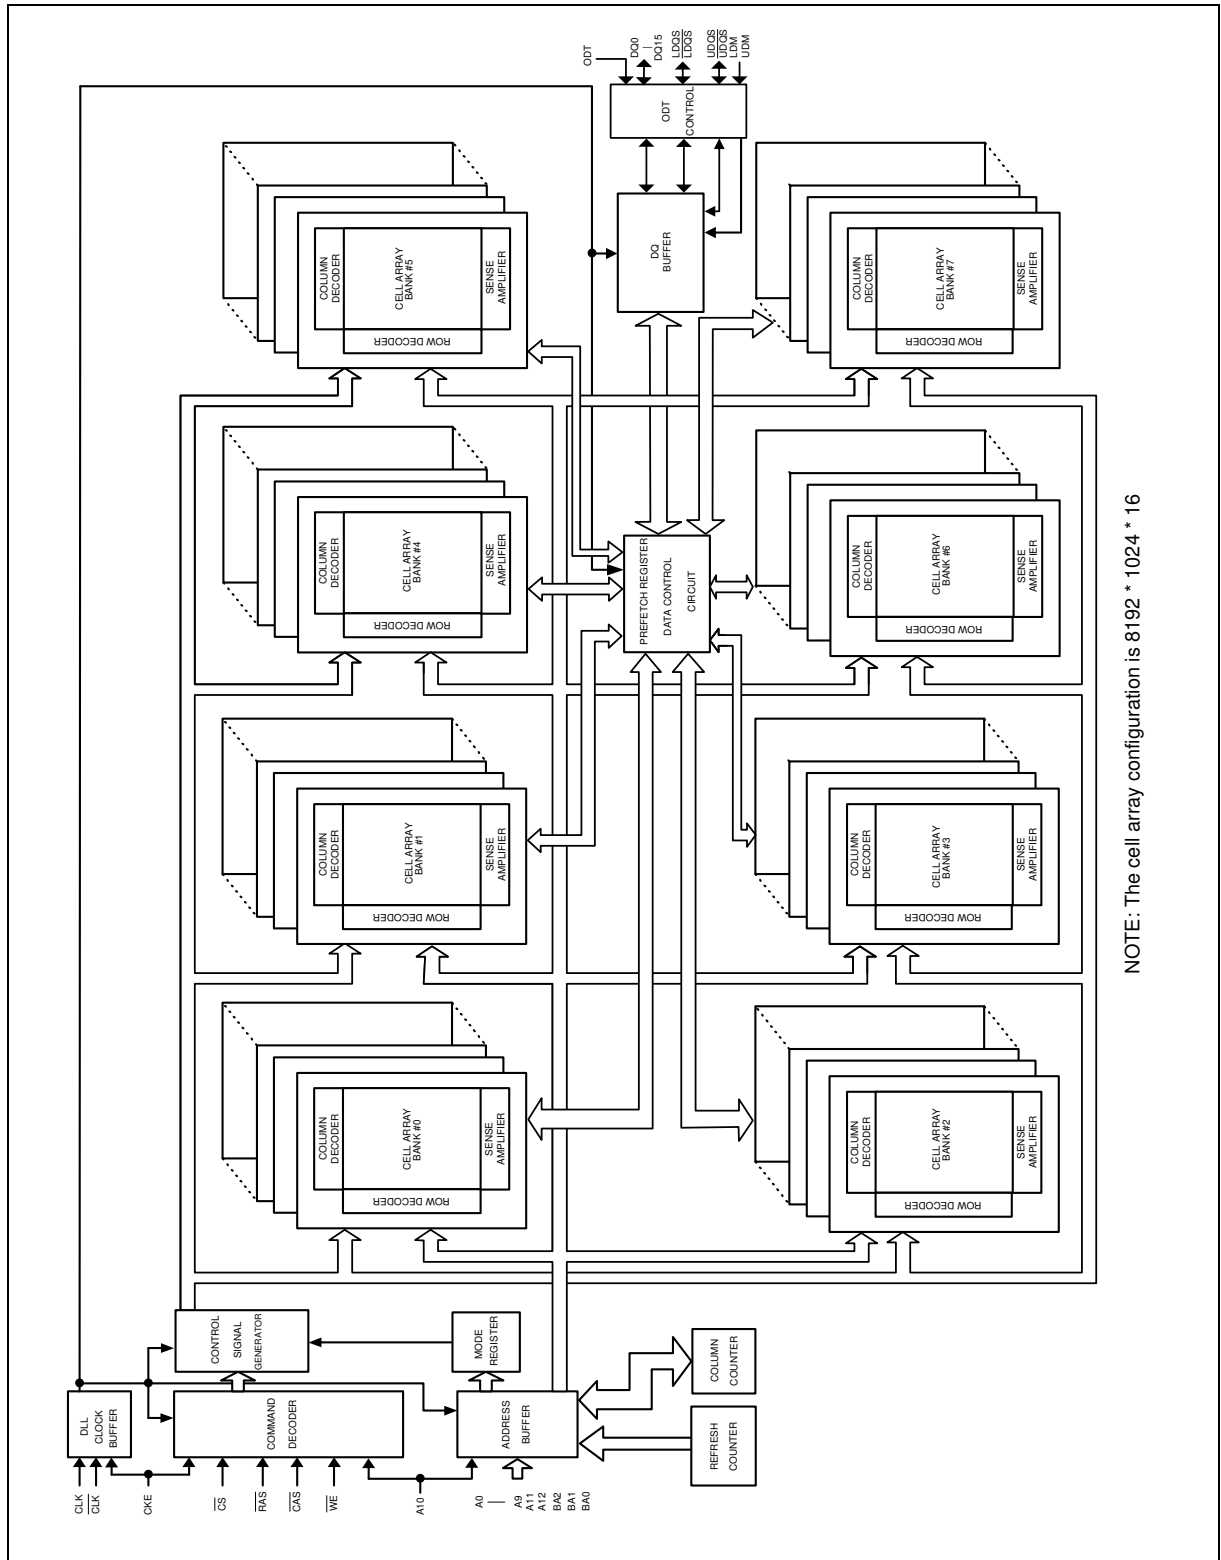 CLK
CLK
CKE
CS
RAS
CAS
WE
A10
A0
A9
A11
A12
BA2
BA1
BA0
DLL
CLOCK
BUFFER
COMMAND
DECODER
ADDRESS
BUFFER
REFRESH
COUNTER
COLUMN
COUNTER
CONTROL
SIGNAL
GENERATOR
MODE
REGISTER
COLUMN
DECODER
CELL ARRAY
BANK #0
SENSE
AMPLIFIER
ROW DECODER
COLUMN
DECODER
CELL ARRAY
BANK #1
SENSE
AMPLIFIER
ROW DECODER
COLUMN
DECODER
CELL ARRAY
BANK #4
SENSE
AMPLIFIER
ROW DECODER
COLUMN
DECODER
CELL ARRAY
BANK #5
SENSE
AMPLIFIER
ROW DECODER
PREFETCH REGISTER
DATA CONTROL
CIRCUIT
DQ
BUFFER
ODT
CONTROL
ODT
DQ0
DQ15
LDQS
LDQS
UDQS
UDQS
LDM
UDM
COLUMN
DECODER
CELL ARRAY
BANK #2
SENSE
AMPLIFIER
ROW DECODER
COLUMN
DECODER
CELL ARRAY
BANK #3
SENSE
AMPLIFIER
ROW DECODER
COLUMN
DECODER
CELL ARRAY
BANK #6
SENSE
AMPLIFIER
ROW DECODER
COLUMN
DECODER
CELL ARRAY
BANK #7
SENSE
AMPLIFIER
ROW DECODER
NOTE: The cell array configuration is 8192 * 1024 * 16